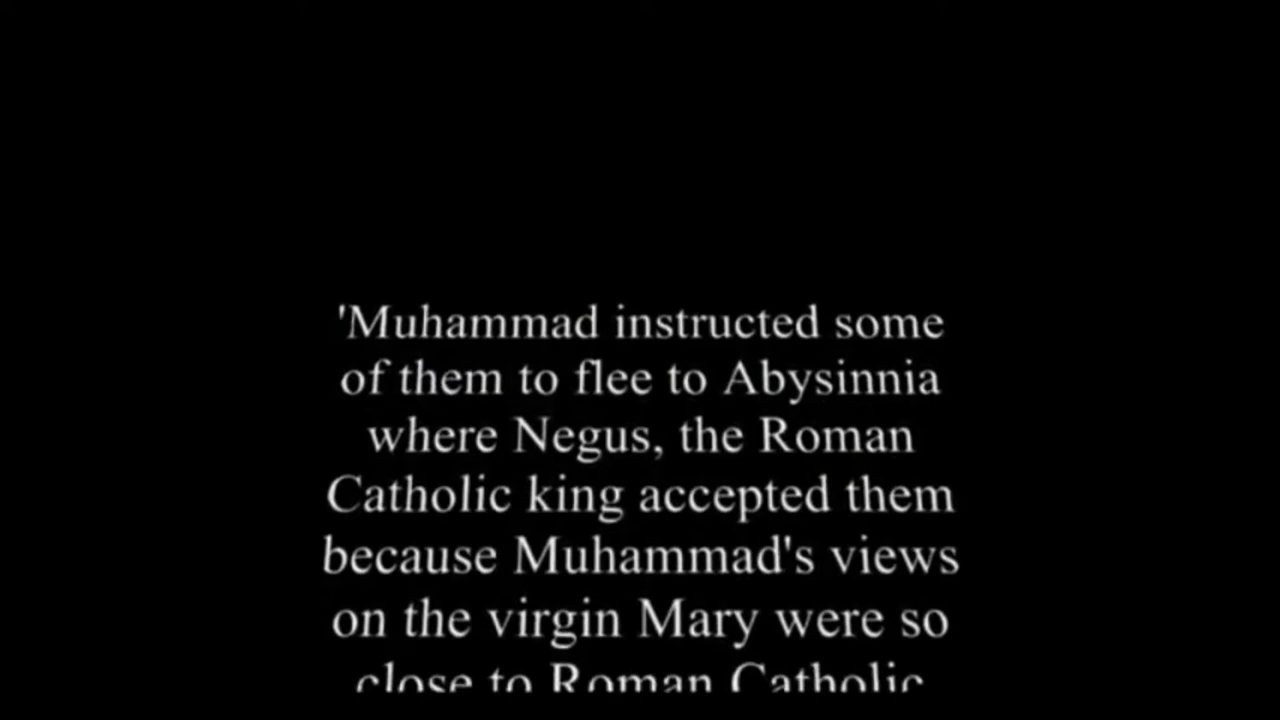 'Muhammad instructed some
of them to flee to Abysinnia
where Negus, the Roman
Catholic king accepted them
because Muhammad's views
on the virgin Mary were so
close to Roman Catholic